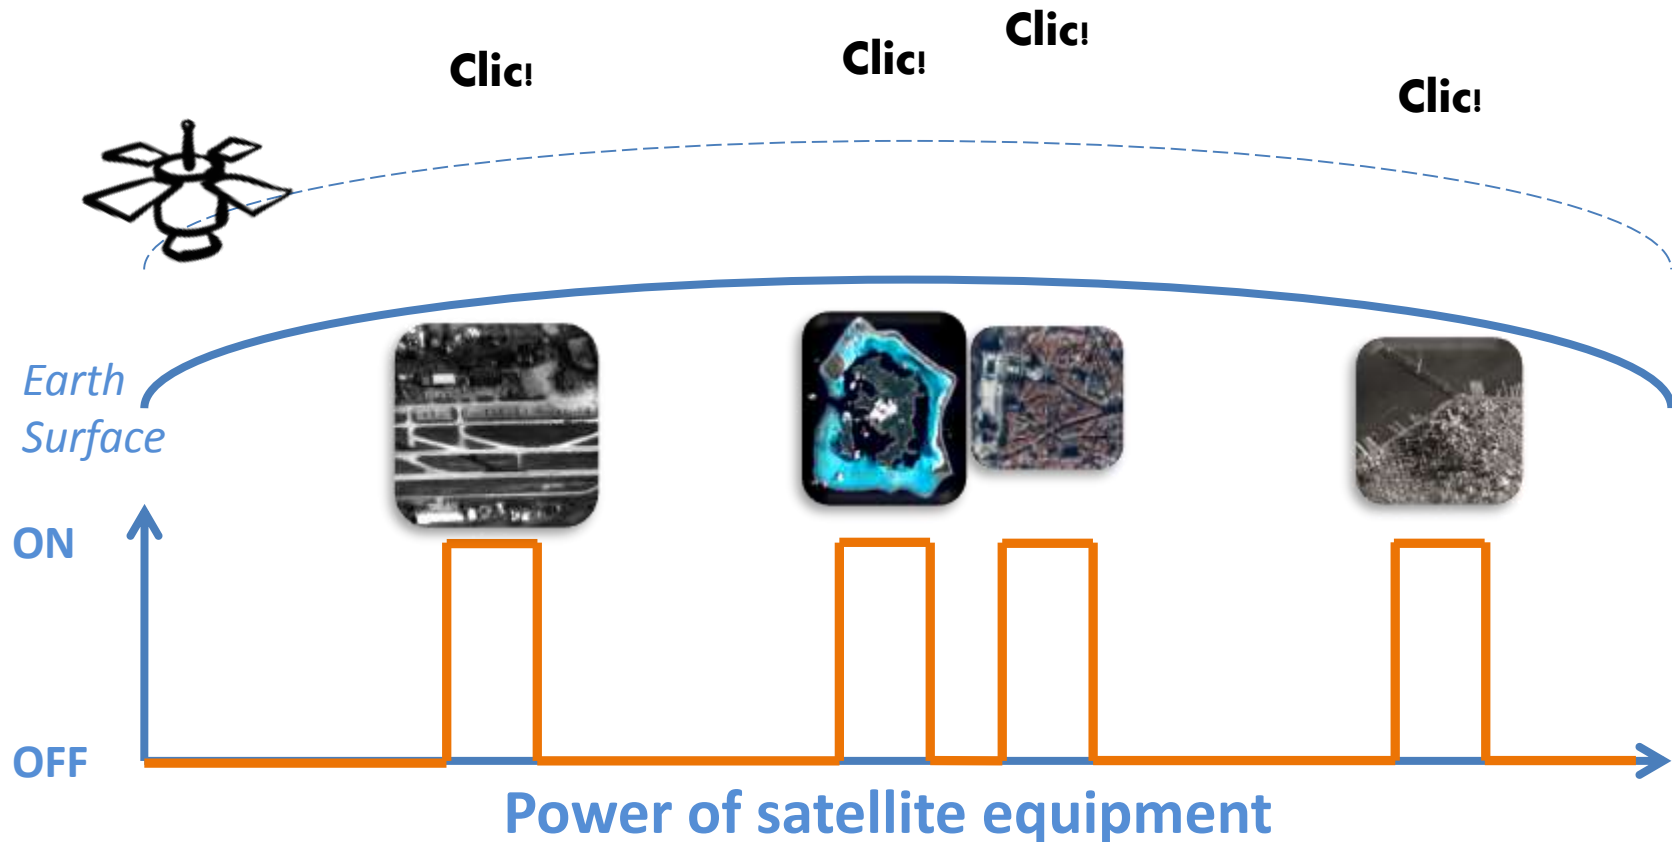 Clic!
Clic!
Clic!
Clic!
Earth
Surface
ON
OFF
Power of satellite equipment